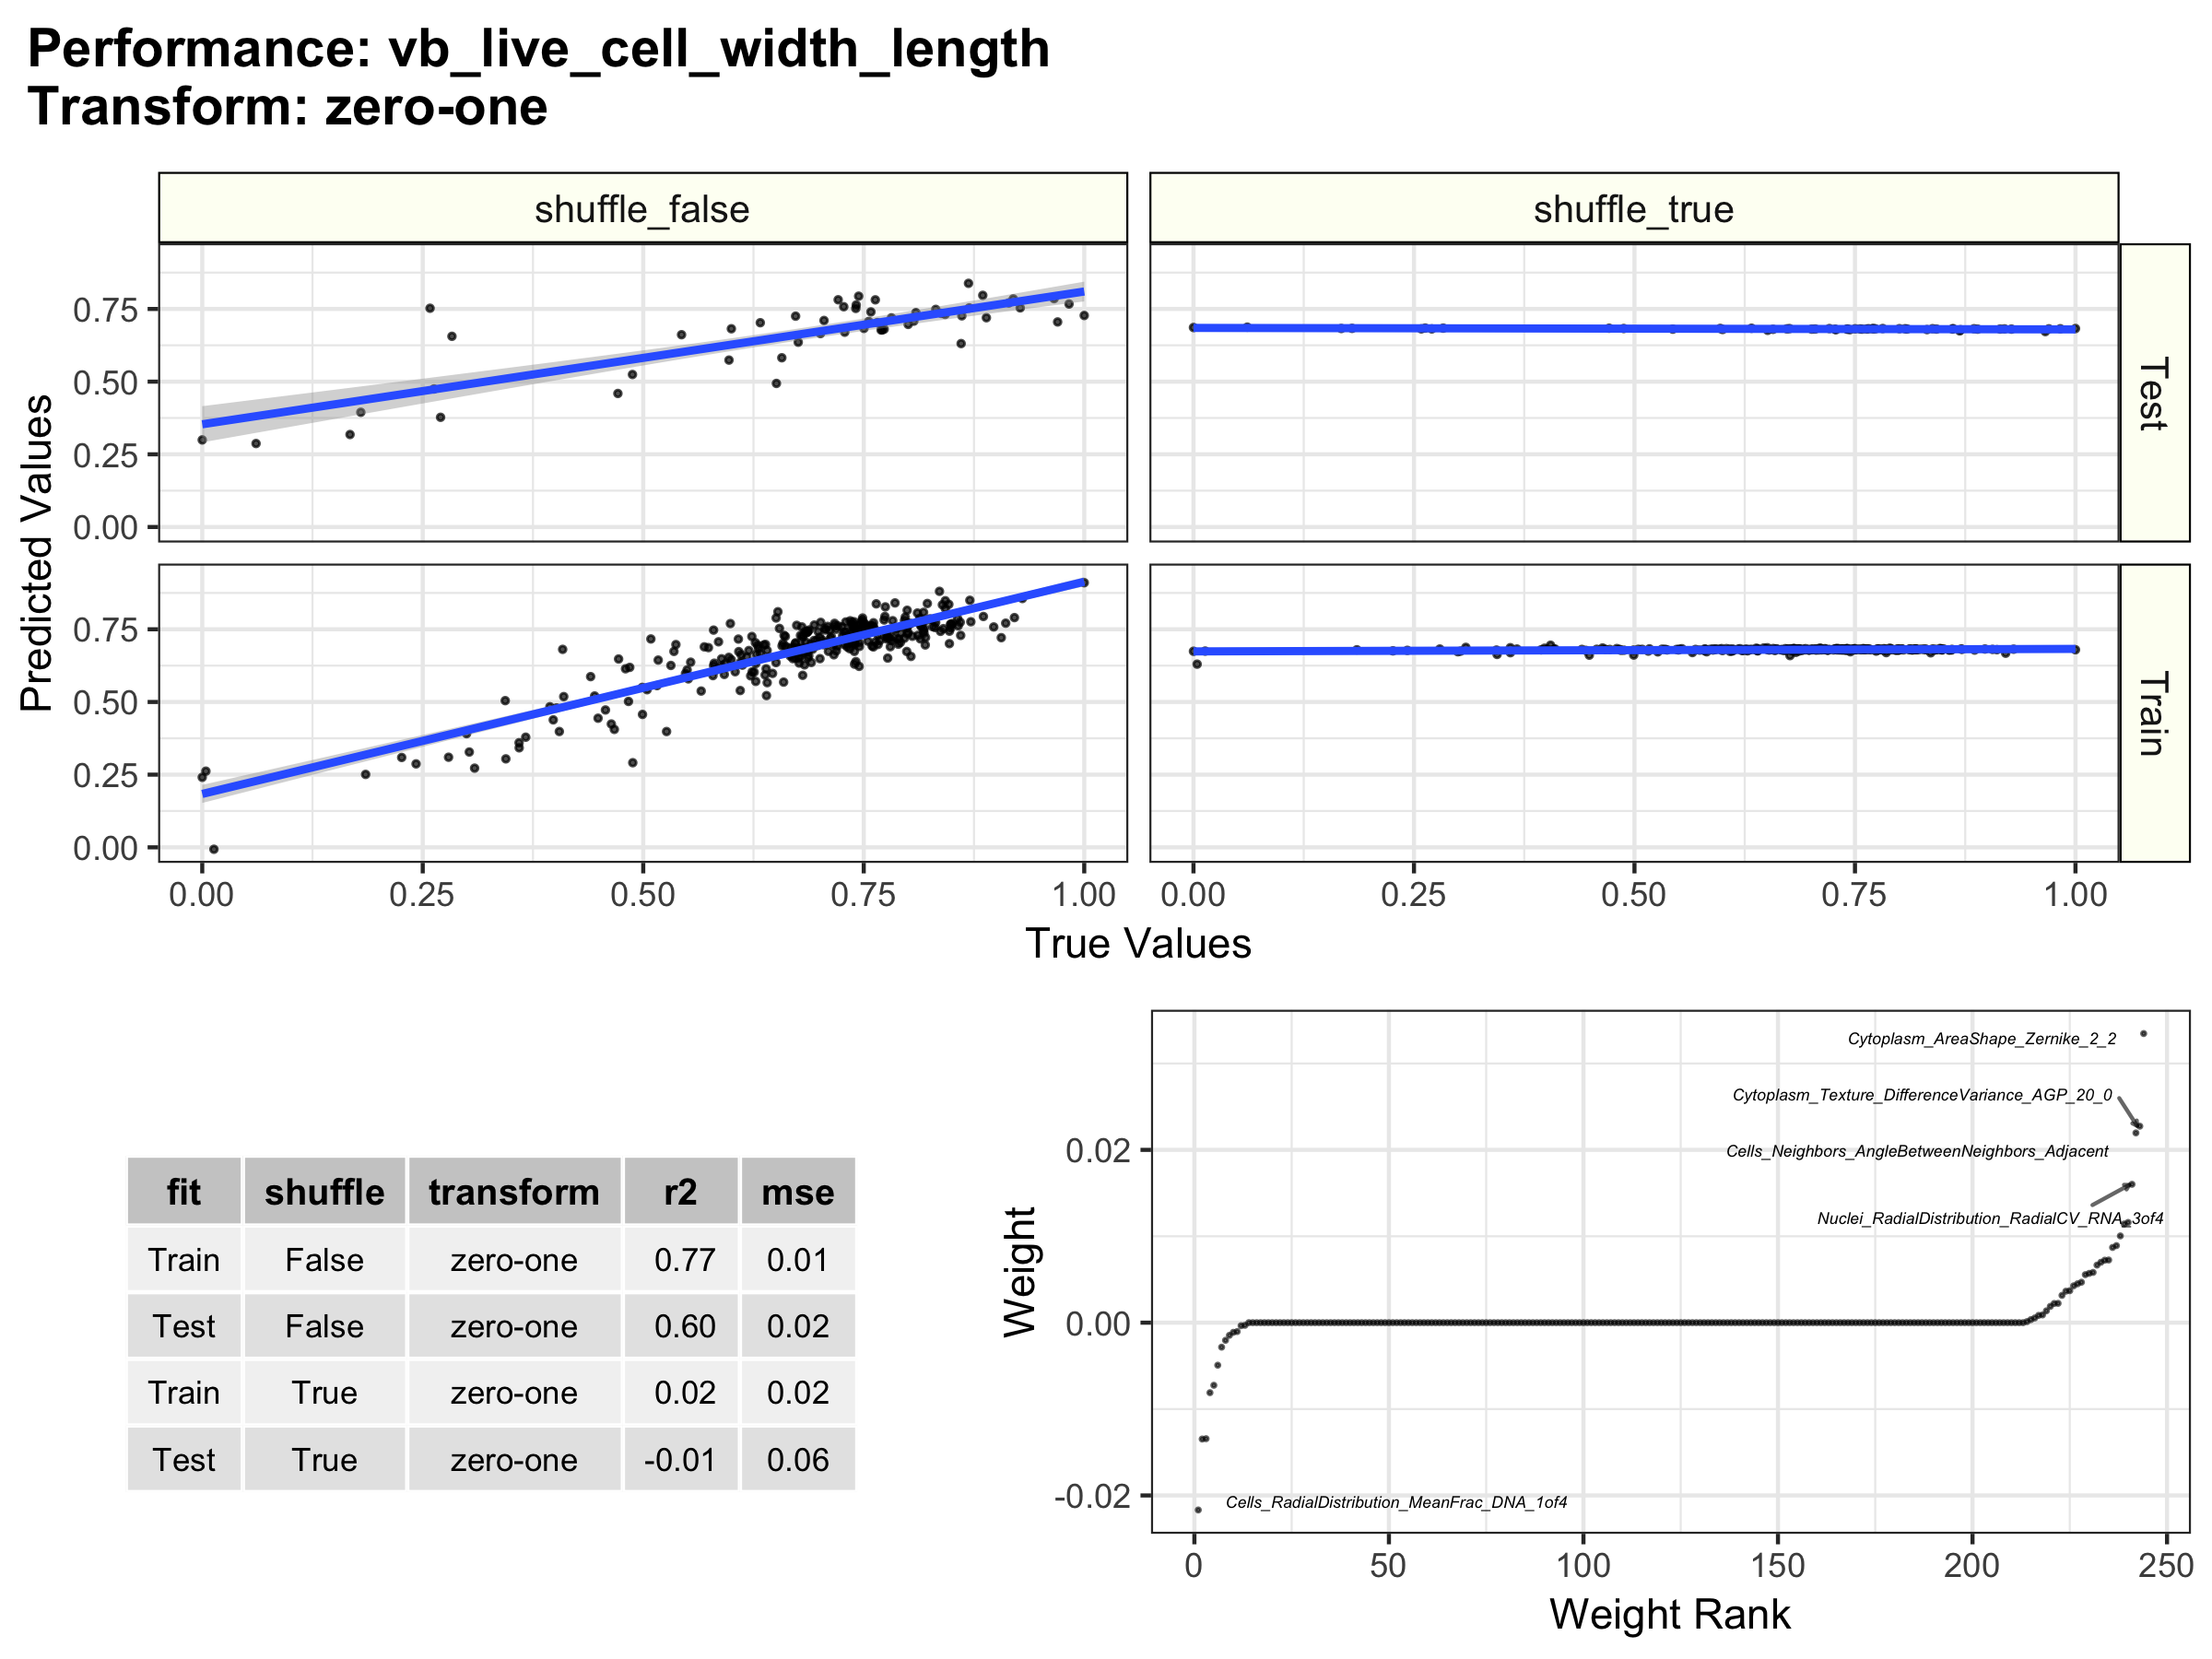 Performance: vb_live_cell_width_length
Transform: zero-one
shuffle_false
shuffle_true
0.75
0.50
0.25
0.00
Test
Predicted Values
0.75
0.50
0.25
0.00
Train
0.00 0.25 0.50 0.75 1.00
0.00 0.25 0.50 0.75 1.00
True Values
fit shuffle transform r2 mse
Train False zero-one 0.77 0.01
Test False zero-one 0.60 0.02
Train True zero-one 0.02 0.02
Test True zero-one -0.01 0.06
Weight
0.02
0.00
-0.02
Cytoplasm_AreaShape_Zernike_2_2
Cytoplasm_Texture_DifferenceVariance_AGP_20_0
Cells_Neighbors_AngleBetweenNeighbors_Adjacent
Nuclei_RadialDistribution_RadialCV_RNA_3of4
Cells_RadialDistribution_MeanFrac_DNA_1of4
0 50 100 150 200 250
Weight Rank